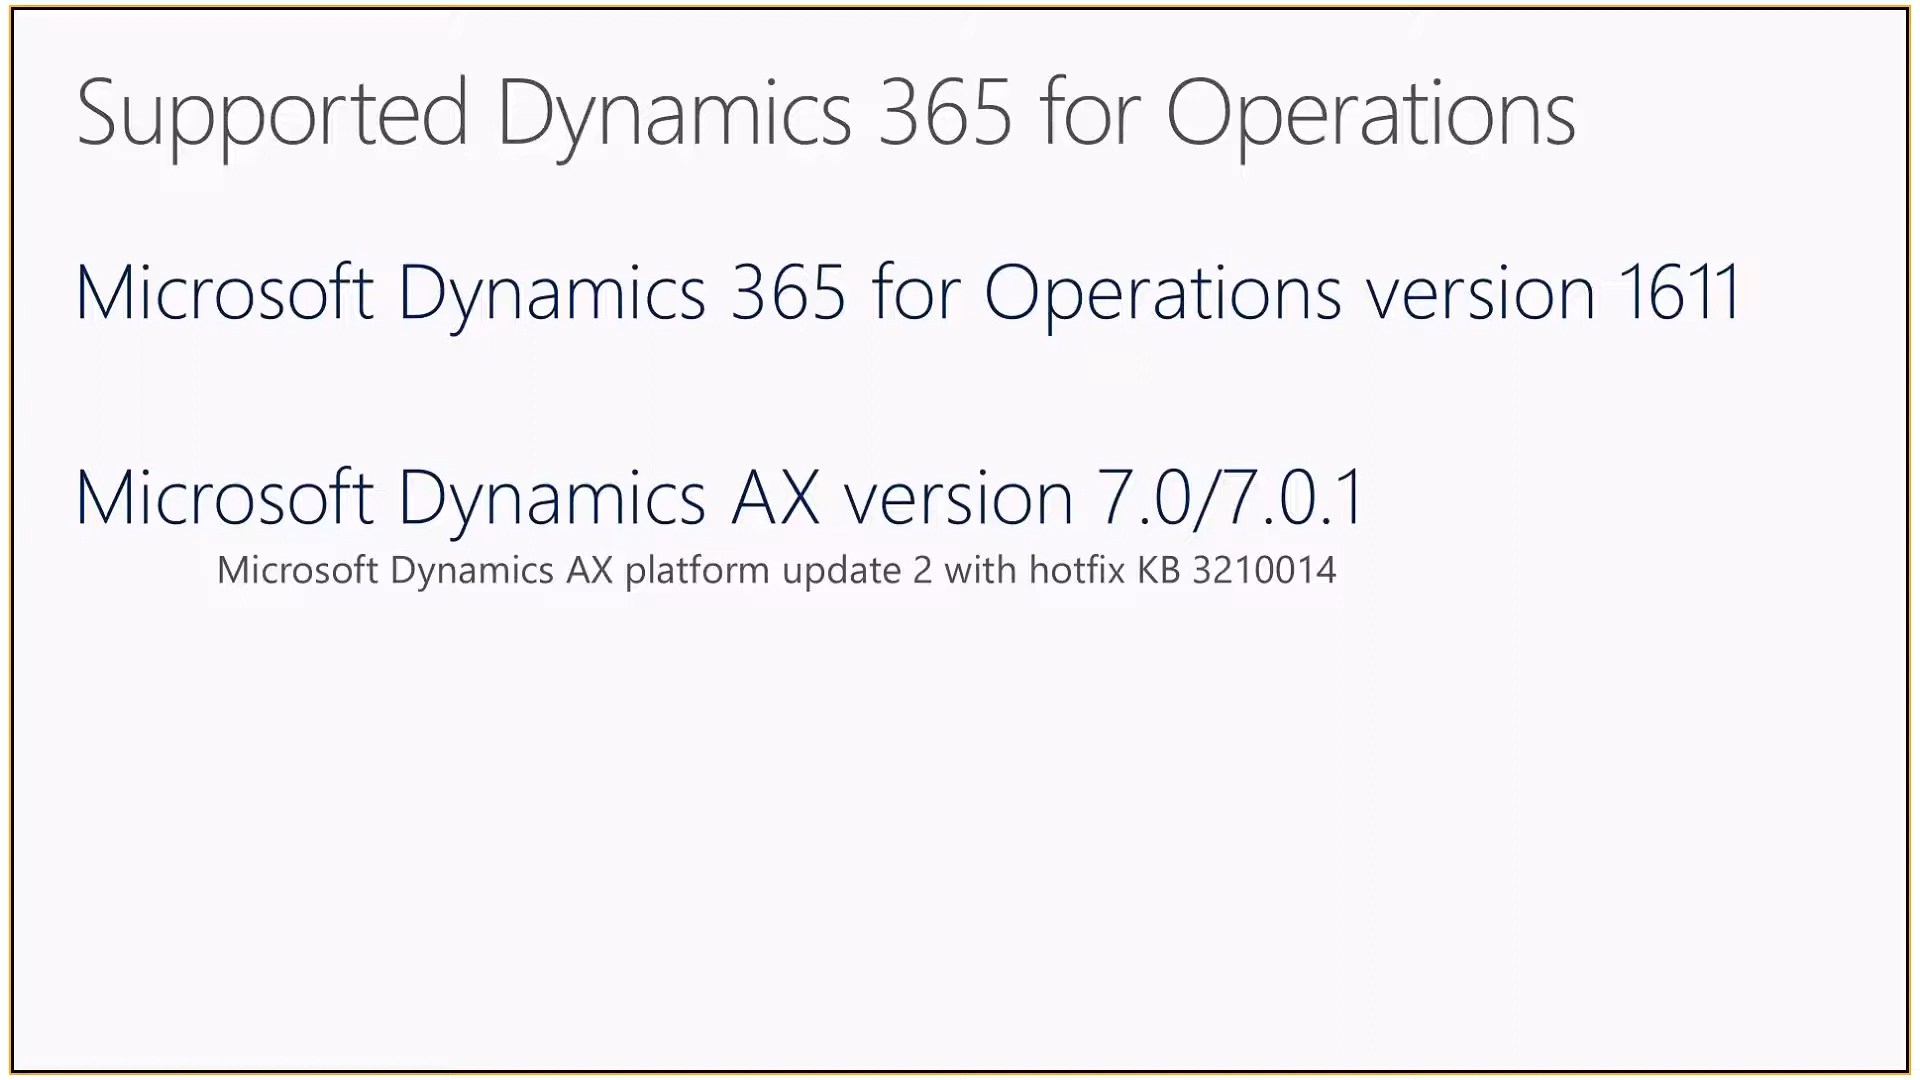 Supported Dynamics 365 for Operations
Microsoft Dynamics 365 for Operations version 1611
Microsoft Dynamics AX version 7.0/7.0.1
Microsoft Dynamics AX platform update 2 with hotfix KB 3210014